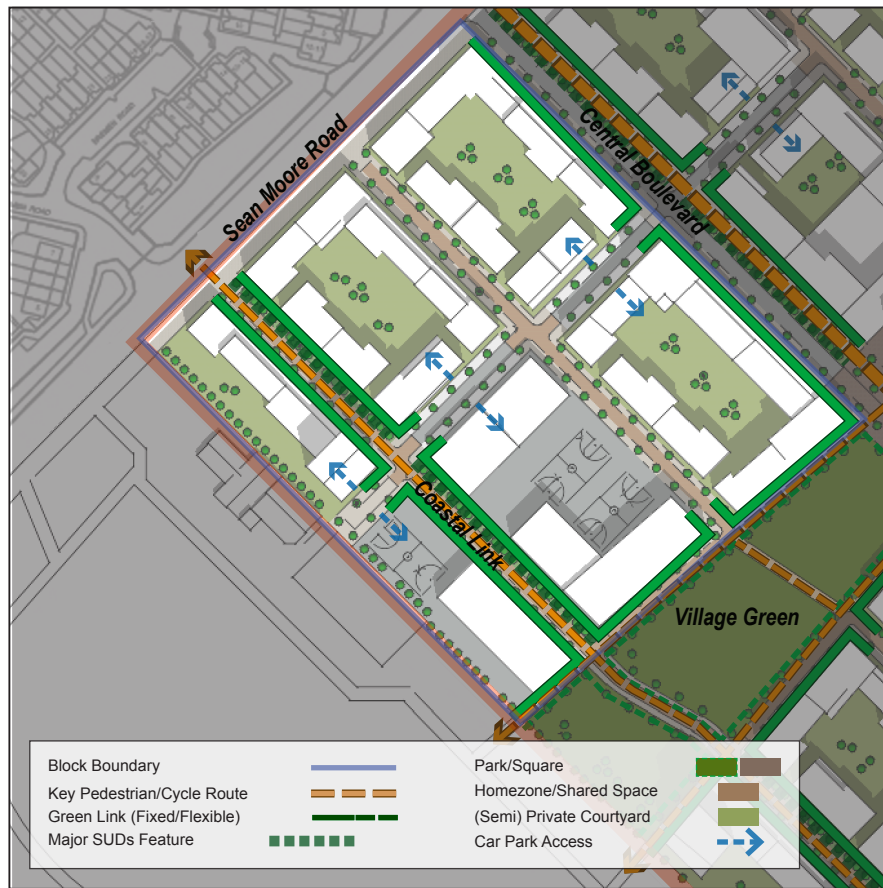 Sean Moore Road
Central Boulevard
Coastal Link
Village Green
Block Boundary
Key Pedestrian/Cycle Route
Green Link (Fixed/Flexible)
Major SUDs Feature
Park/Square
Homezone/Shared Space
(Semi) Private Courtyard
Car Park Access